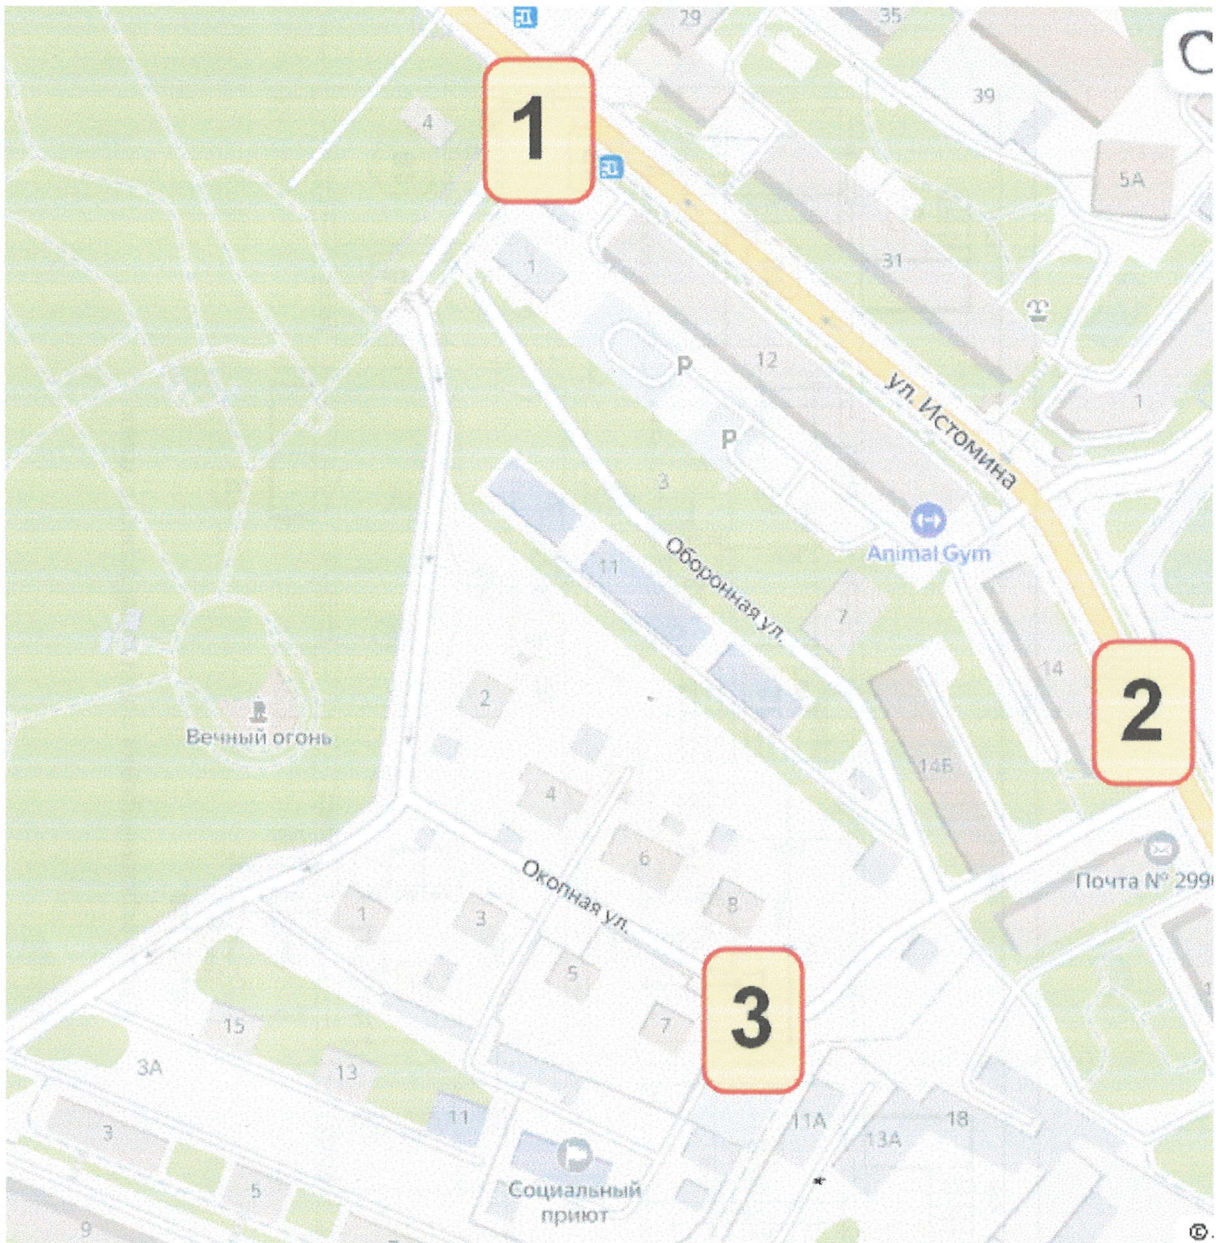 29
35
39
4
1
5А
31
1
12
1
P
P
ул. Истомина
3
Animal Gym
11
Оборонная ул.
7
14
2
2
Вечный огонь
14Б
4
6
Почта № 299
Окопная ул.
8
1
3
5
3
7
15
3А
13
11
11А
18
13А
3
Социальный
приют
5
9
©